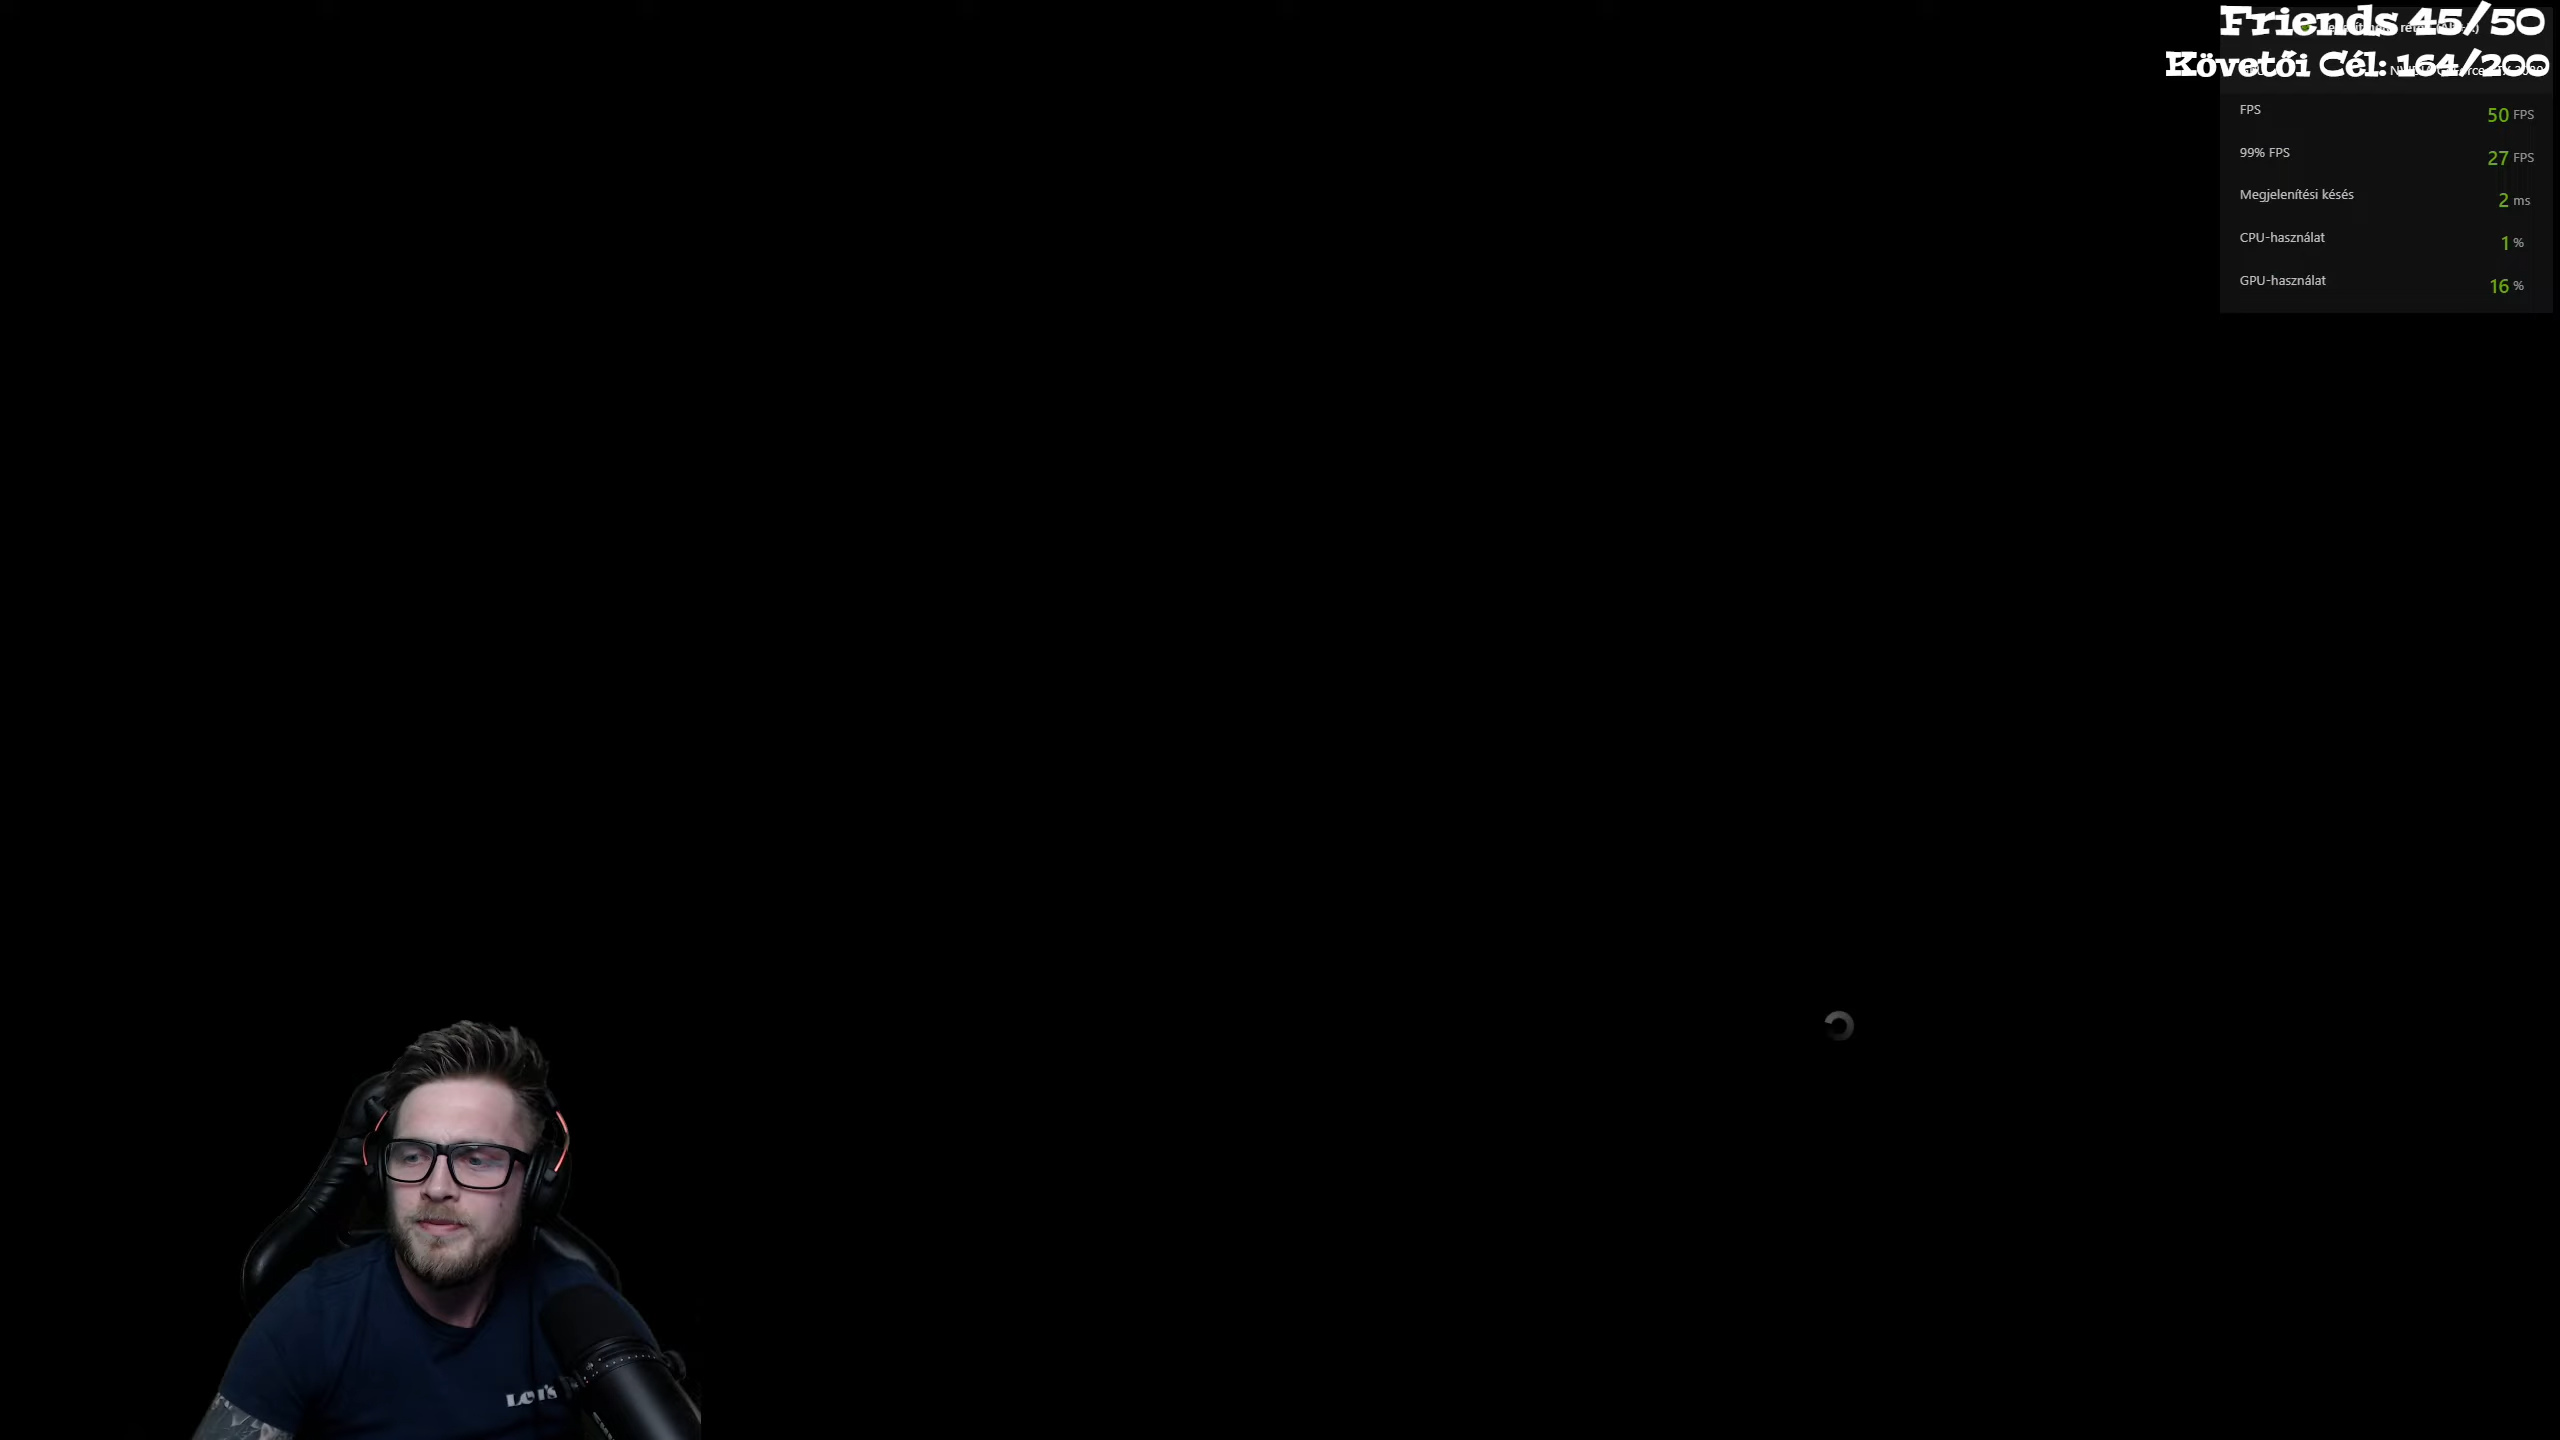 Friends 45/50
Követői Cél: 164/200
FPS 50 FPS
99% FPS 27 FPS
Megjelenítési késés 2 ms
CPU-használat 1 %
GPU-használat 16 %
Levi's